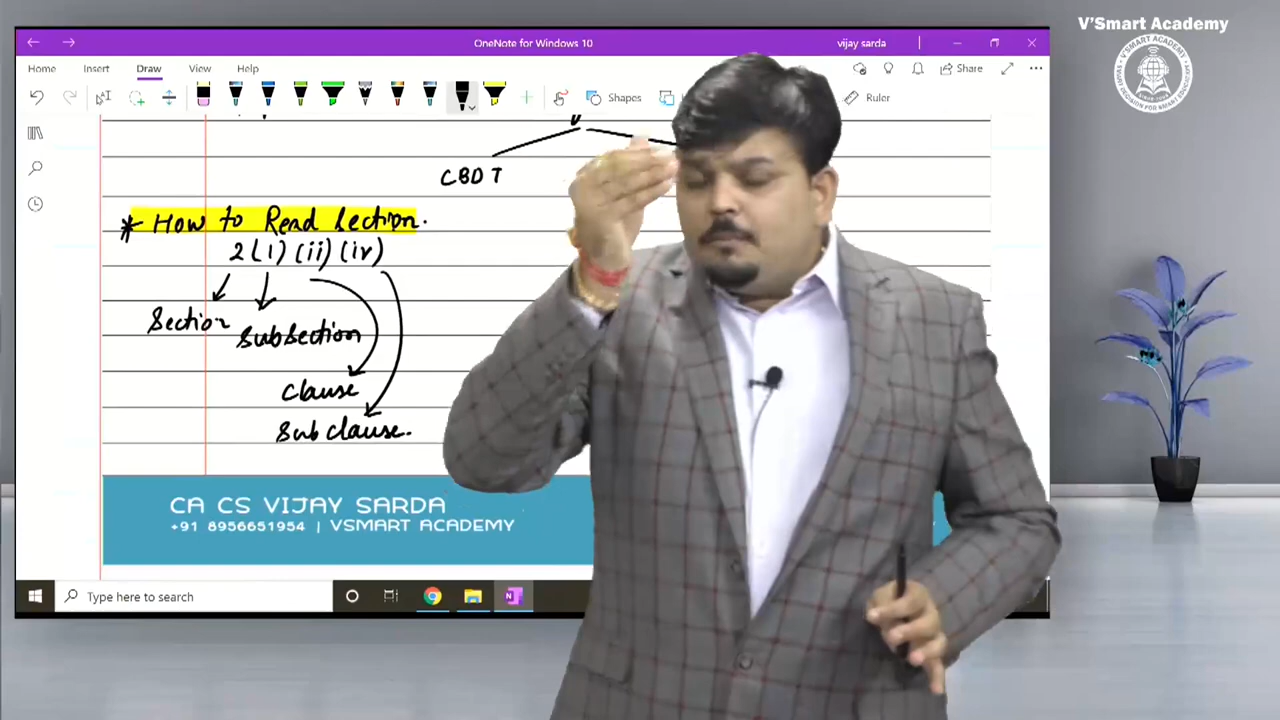 V'Smart Academy
OneNote for Windows 10
vijay sarda
Home Insert Draw View Help
Share
Shapes
Ruler
CBDT
* How to Read Section.
2(1)(ii)(iv)
Section
Subsection
Clause
Subclause.
CA CS VIJAY SARDA
+91 8956651954 | VSMART ACADEMY
Type here to search